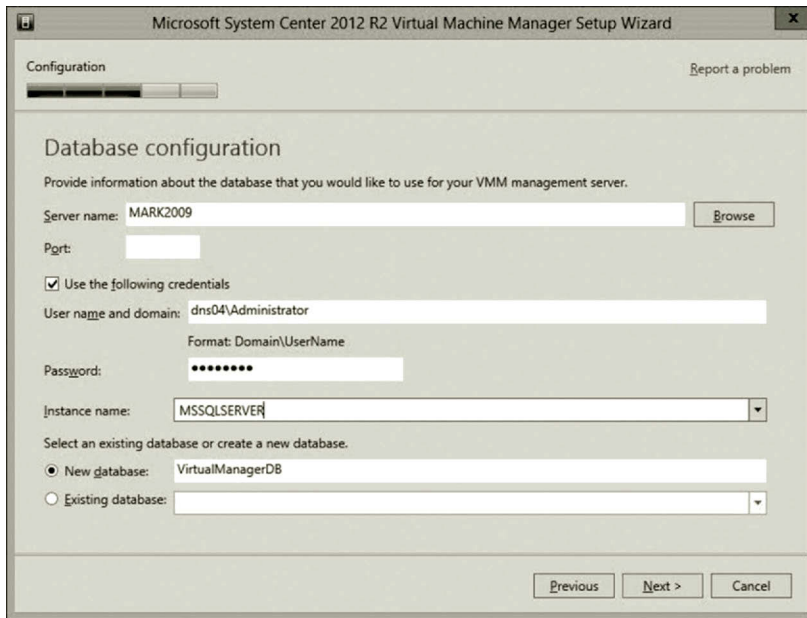 Microsoft System Center 2012 R2 Virtual Machine Manager Setup Wizard
x
Configuration
Report a problem
Database configuration
Provide information about the database that you would like to use for your VMM management server.
Server name: MARK2009 Browse
Port:
Use the following credentials
User name and domain: dns04\Administrator
Format: Domain\UserName
Password: ••••••••
Instance name: MSSQLSERVER
Select an existing database or create a new database.
New database: VirtualManagerDB
Existing database:
Previous Next > Cancel